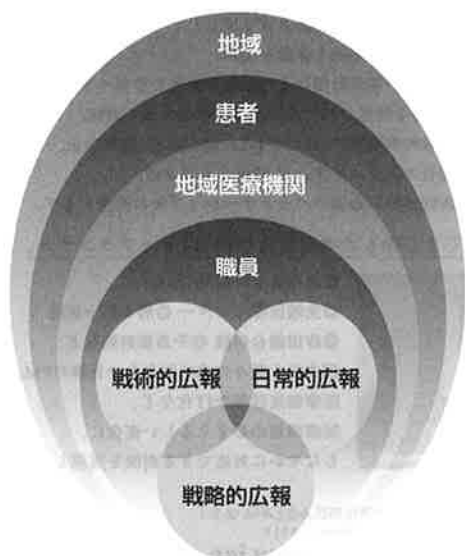 地域
患者
地域医療機関
職員
戦術的広報
日常的広報
戦略的広報